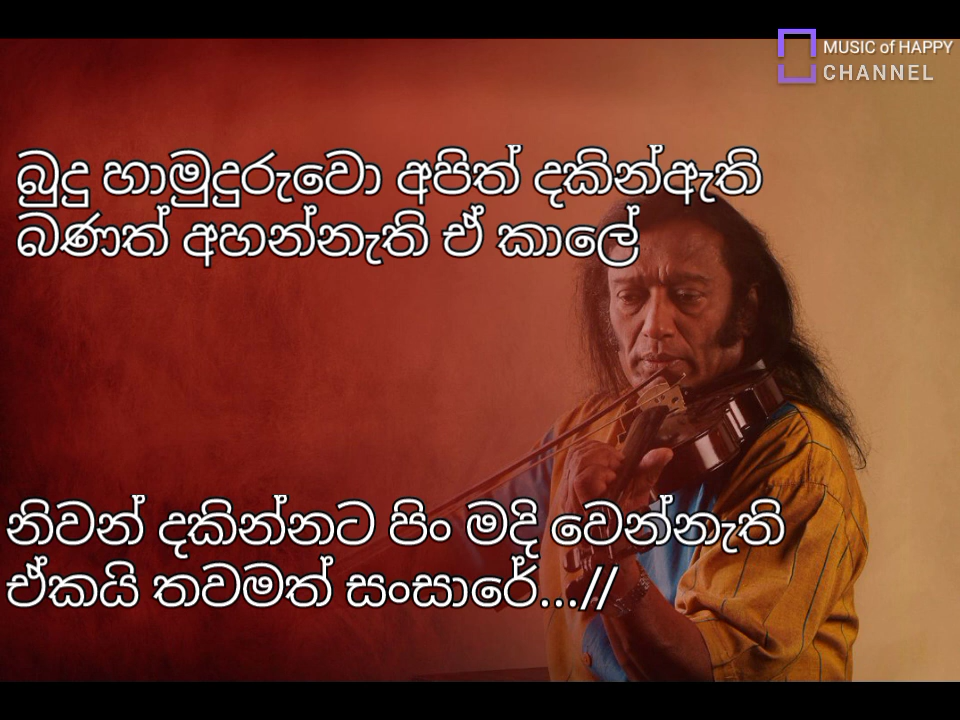 MUSIC of HAPPY
CHANNEL
බුදු හාමුදුරුවෝ අපිත් දකින්ඇති
බණත් අහන්නැති ඒ කාලේ
නිවන් දකින්නට පිං මදි වෙන්නැති
ඒකයි තවමත් සංසාරේ...//